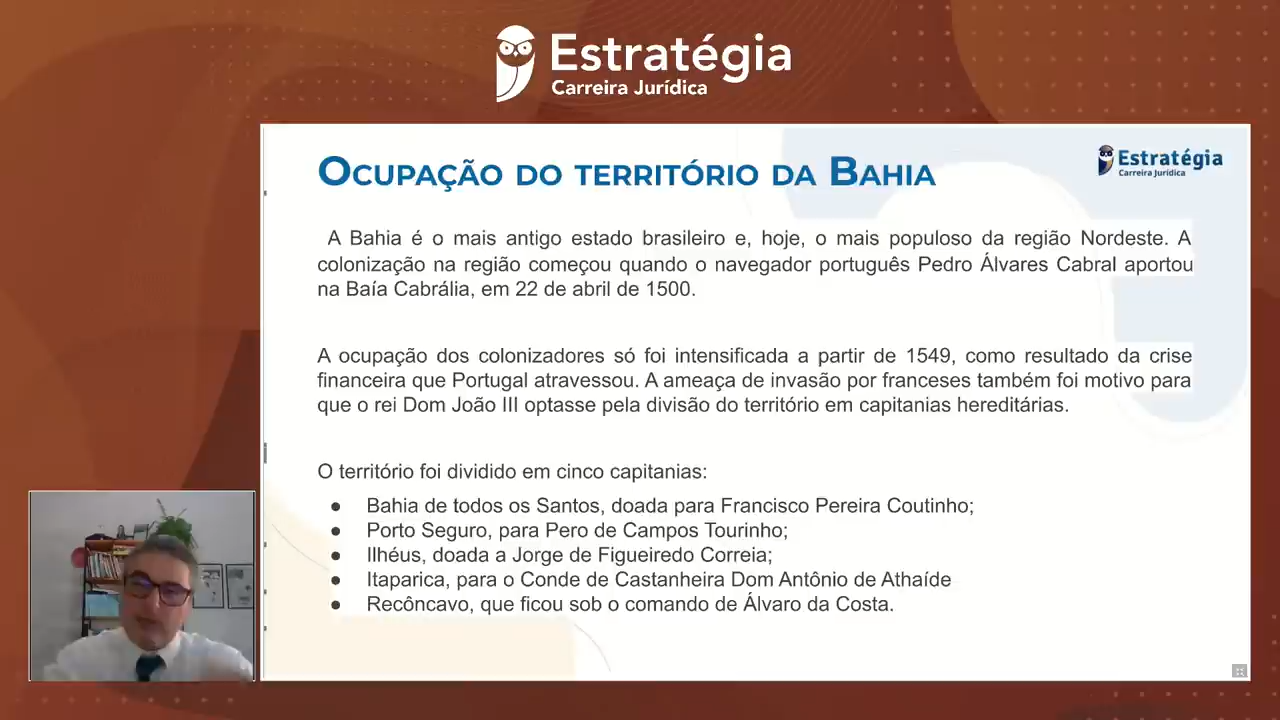 Estratégia
Carreira Jurídica
OCUPAÇÃO DO TERRITÓRIO DA BAHIA
Estratégia
Carreira Jurídica
A Bahia é o mais antigo estado brasileiro e, hoje, o mais populoso da região Nordeste. A
colonização na região começou quando o navegador português Pedro Álvares Cabral aportou
na Baía Cabrália, em 22 de abril de 1500.
A ocupação dos colonizadores só foi intensificada a partir de 1549, como resultado da crise
financeira que Portugal atravessou. A ameaça de invasão por franceses também foi motivo para
que o rei Dom João III optasse pela divisão do território em capitanias hereditárias.
O território foi dividido em cinco capitanias:
● Bahia de todos os Santos, doada para Francisco Pereira Coutinho;
● Porto Seguro, para Pero de Campos Tourinho;
● Ilhéus, doada a Jorge de Figueiredo Correia;
● Itaparica, para o Conde de Castanheira Dom Antônio de Athaíde
● Recôncavo, que ficou sob o comando de Álvaro da Costa.